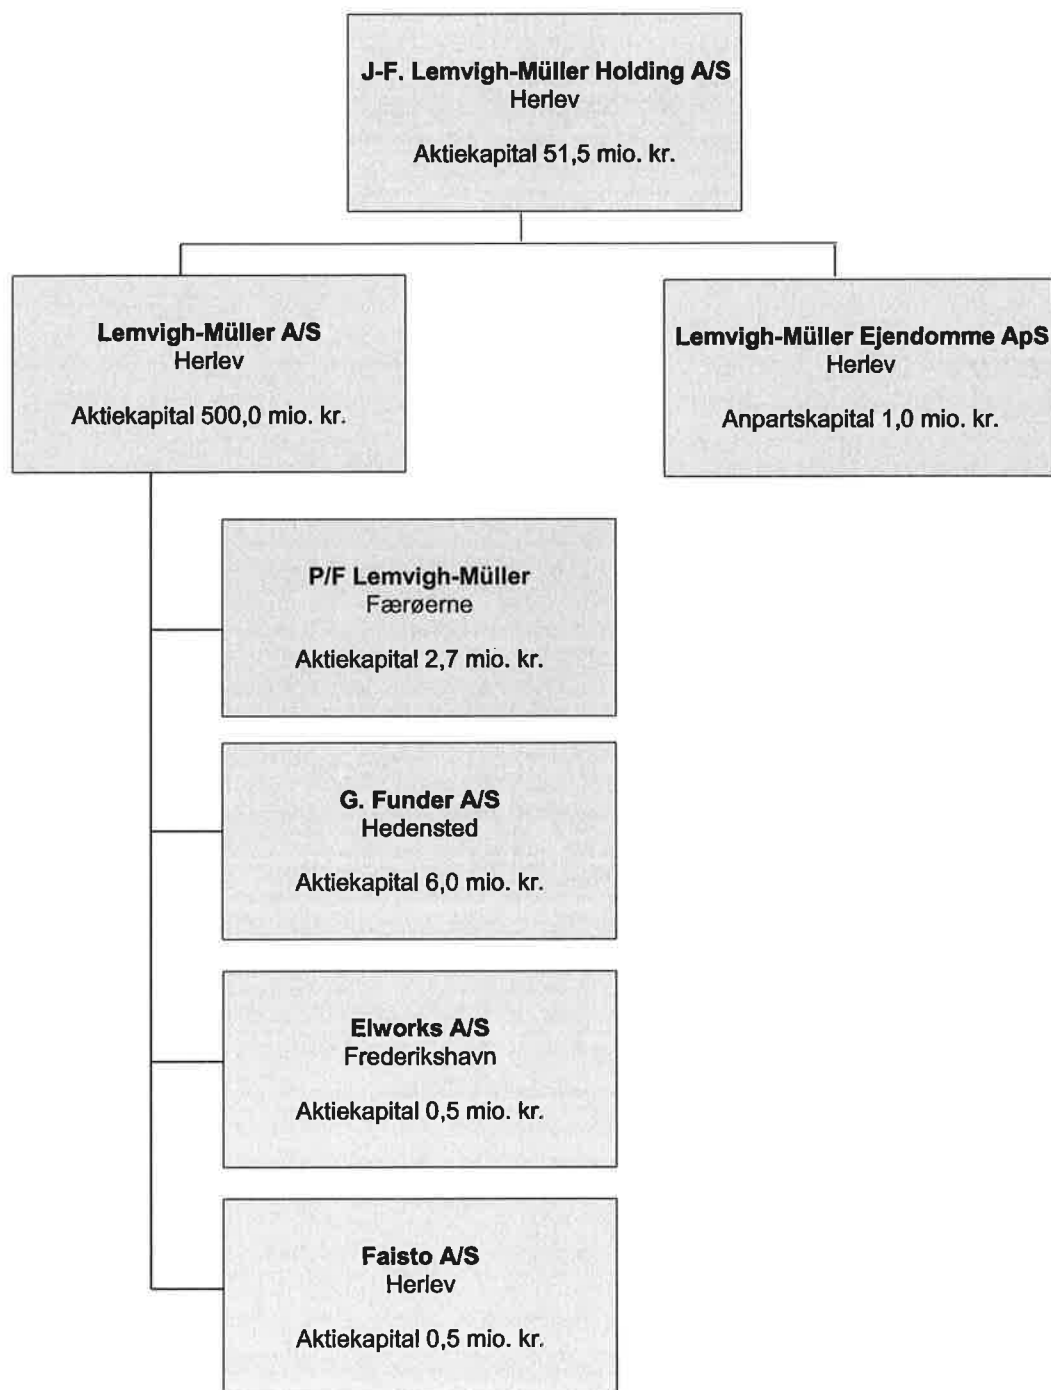 J-F. Lemvigh-Müller Holding A/S
Herlev
Aktiekapital 51,5 mio. kr.
Lemvigh-Müller A/S
Herlev
Aktiekapital 500,0 mio. kr.
Lemvigh-Müller Ejendomme ApS
Herlev
Anpartskapital 1,0 mio. kr.
P/F Lemvigh-Müller
Færøerne
Aktiekapital 2,7 mio. kr.
G. Funder A/S
Hedensted
Aktiekapital 6,0 mio. kr.
Elworks A/S
Frederikshavn
Aktiekapital 0,5 mio. kr.
Faisto A/S
Herlev
Aktiekapital 0,5 mio. kr.